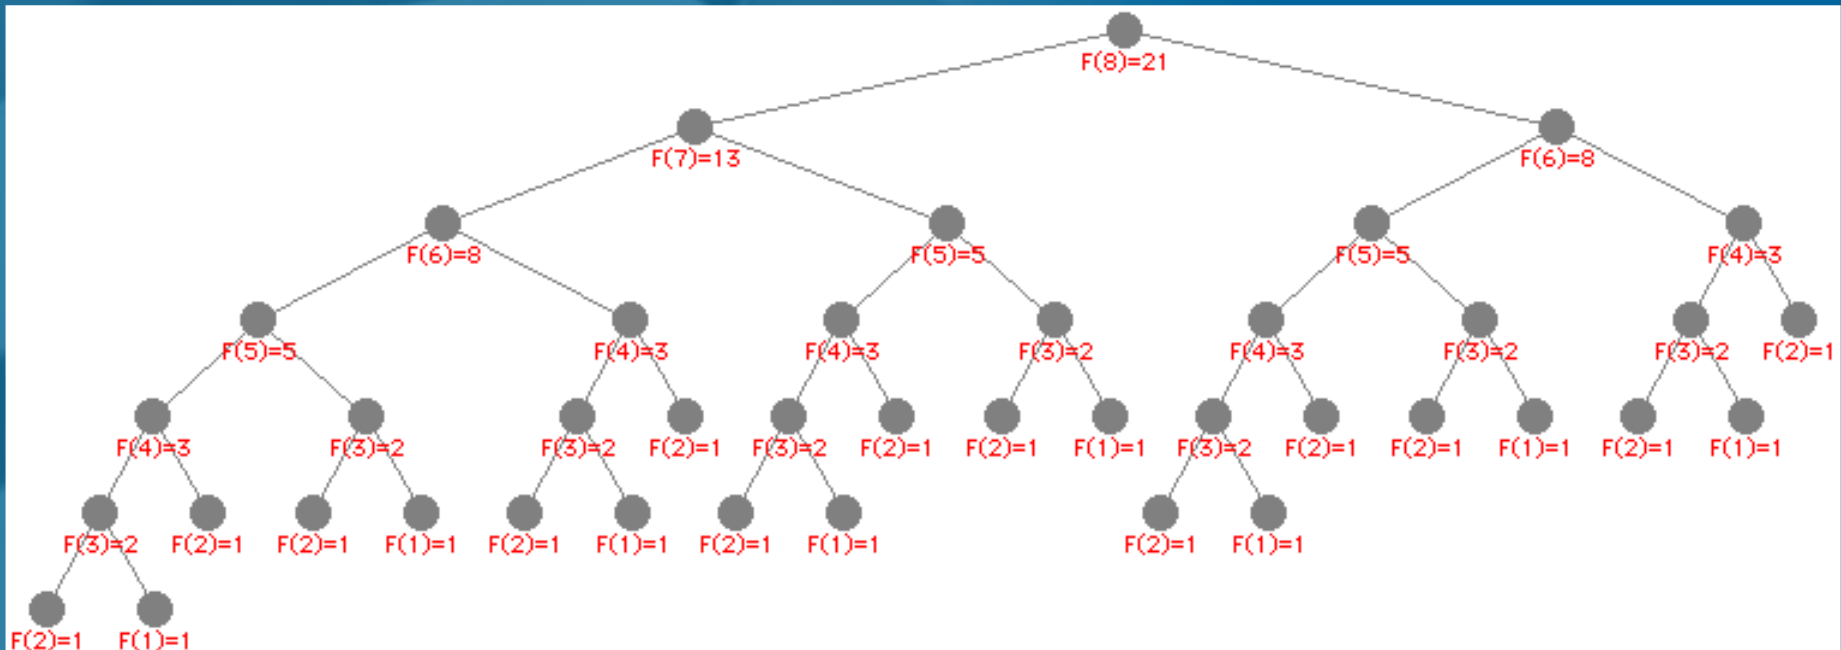 F(8)=21
F(7)=13
F(6)=8
F(6)=8
F(5)=5
F(5)=5
F(4)=3
F(5)=5
F(4)=3
F(4)=3
F(3)=2
F(4)=3
F(3)=2
F(3)=2
F(2)=1
F(4)=3
F(3)=2
F(3)=2
F(2)=1
F(3)=2
F(2)=1
F(2)=1
F(1)=1
F(3)=2
F(2)=1
F(2)=1
F(1)=1
F(2)=1
F(1)=1
F(3)=2
F(2)=1
F(2)=1
F(1)=1
F(2)=1
F(1)=1
F(2)=1
F(1)=1
F(2)=1
F(1)=1
F(2)=1
F(1)=1